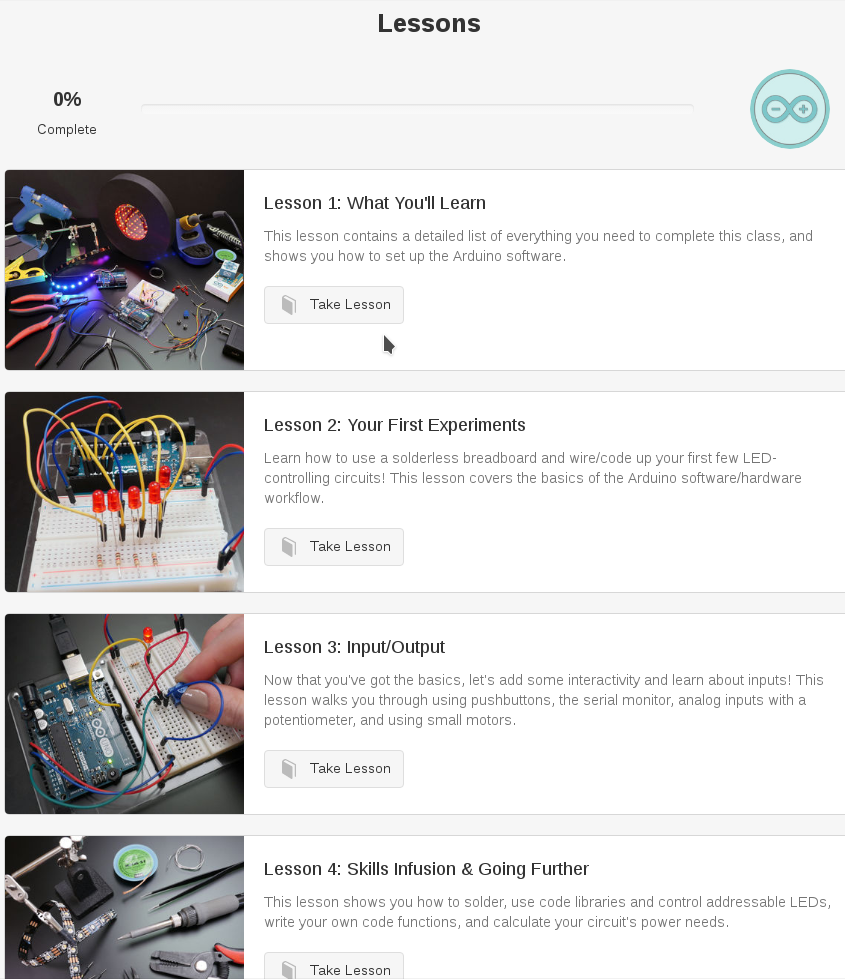 Lessons
0%
Complete
Lesson 1: What You'll Learn
This lesson contains a detailed list of everything you need to complete this class, and
shows you how to set up the Arduino software.
Take Lesson
Lesson 2: Your First Experiments
Learn how to use a solderless breadboard and wire/code up your first few LED-
controlling circuits! This lesson covers the basics of the Arduino software/hardware
workflow.
Take Lesson
Lesson 3: Input/Output
Now that you've got the basics, let's add some interactivity and learn about inputs! This
lesson walks you through using pushbuttons, the serial monitor, analog inputs with a
potentiometer, and using small motors.
Take Lesson
Lesson 4: Skills Infusion & Going Further
This lesson shows you how to solder, use code libraries and control addressable LEDs,
write your own code functions, and calculate your circuit's power needs.
Take Lesson